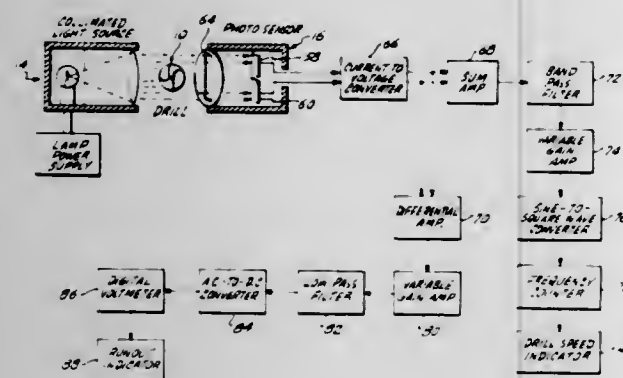 COLLIMATED
LIGHT SOURCE
14
10
DRILL
64
PHOTO SENSOR
16
58
60
LAMP
POWER
SUPPLY
66
CURRENT TO
VOLTAGE
CONVERTER
68
SUM
AMP
BAND
PASS
FILTER
72
VARIABLE
GAIN
AMP
74
DIFFERENTIAL
AMP.
70
SINE-TO-
SQUARE WAVE
CONVERTER
FREQUENCY
COUNTER
DRILL SPEED
INDICATOR
86
DIGITAL
VOLTMETER
AC-TO-DC
CONVERTER
84
LOW PASS
FILTER
82
VARIABLE
GAIN AMP
80
88
INDICATOR